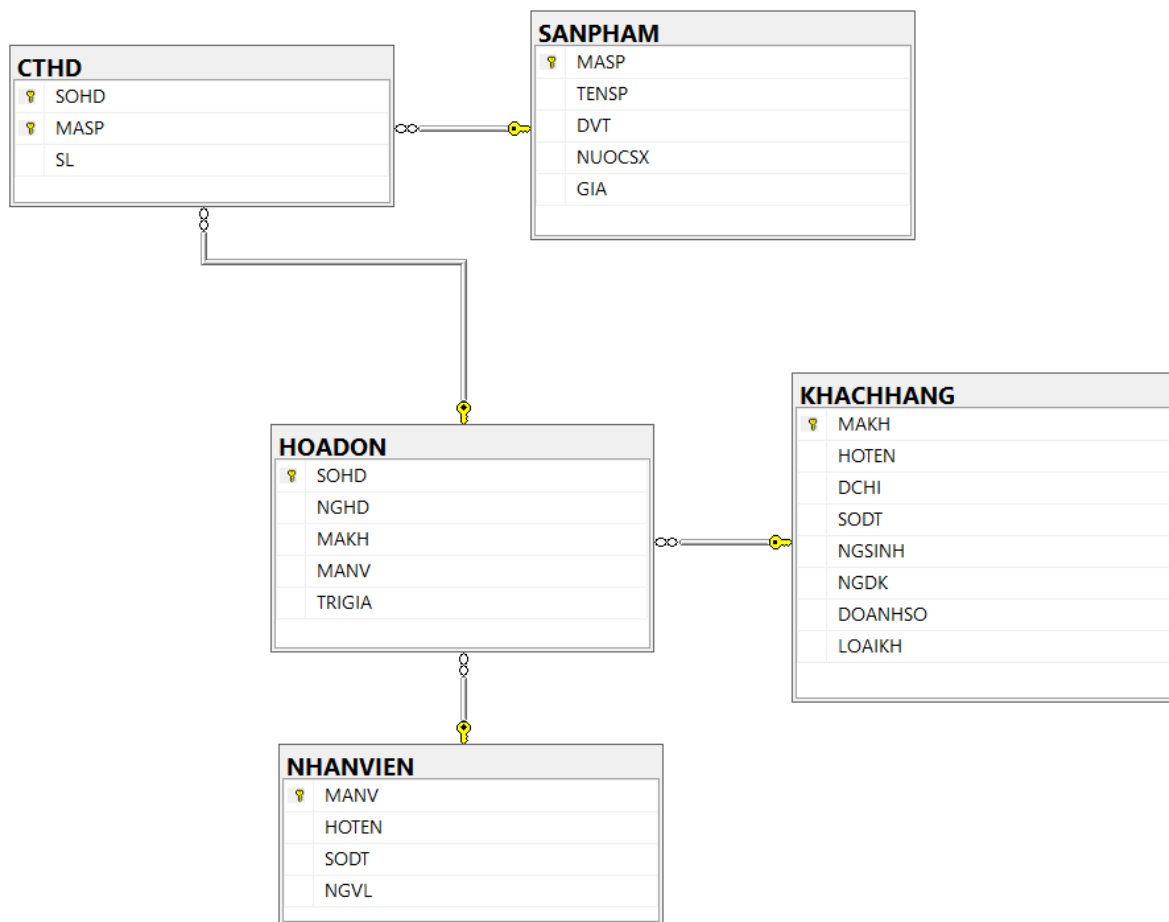 CTHD
SOHD
MASP
SL
SANPHAM
MASP
TENSP
DVT
NUOCSX
GIA
HOADON
SOHD
NGHD
MAKH
MANV
TRIGIA
KHACHHANG
MAKH
HOTEN
DCHI
SODT
NGSINH
NGDK
DOANHSO
LOAIKH
NHANVIEN
MANV
HOTEN
SODT
NGVL